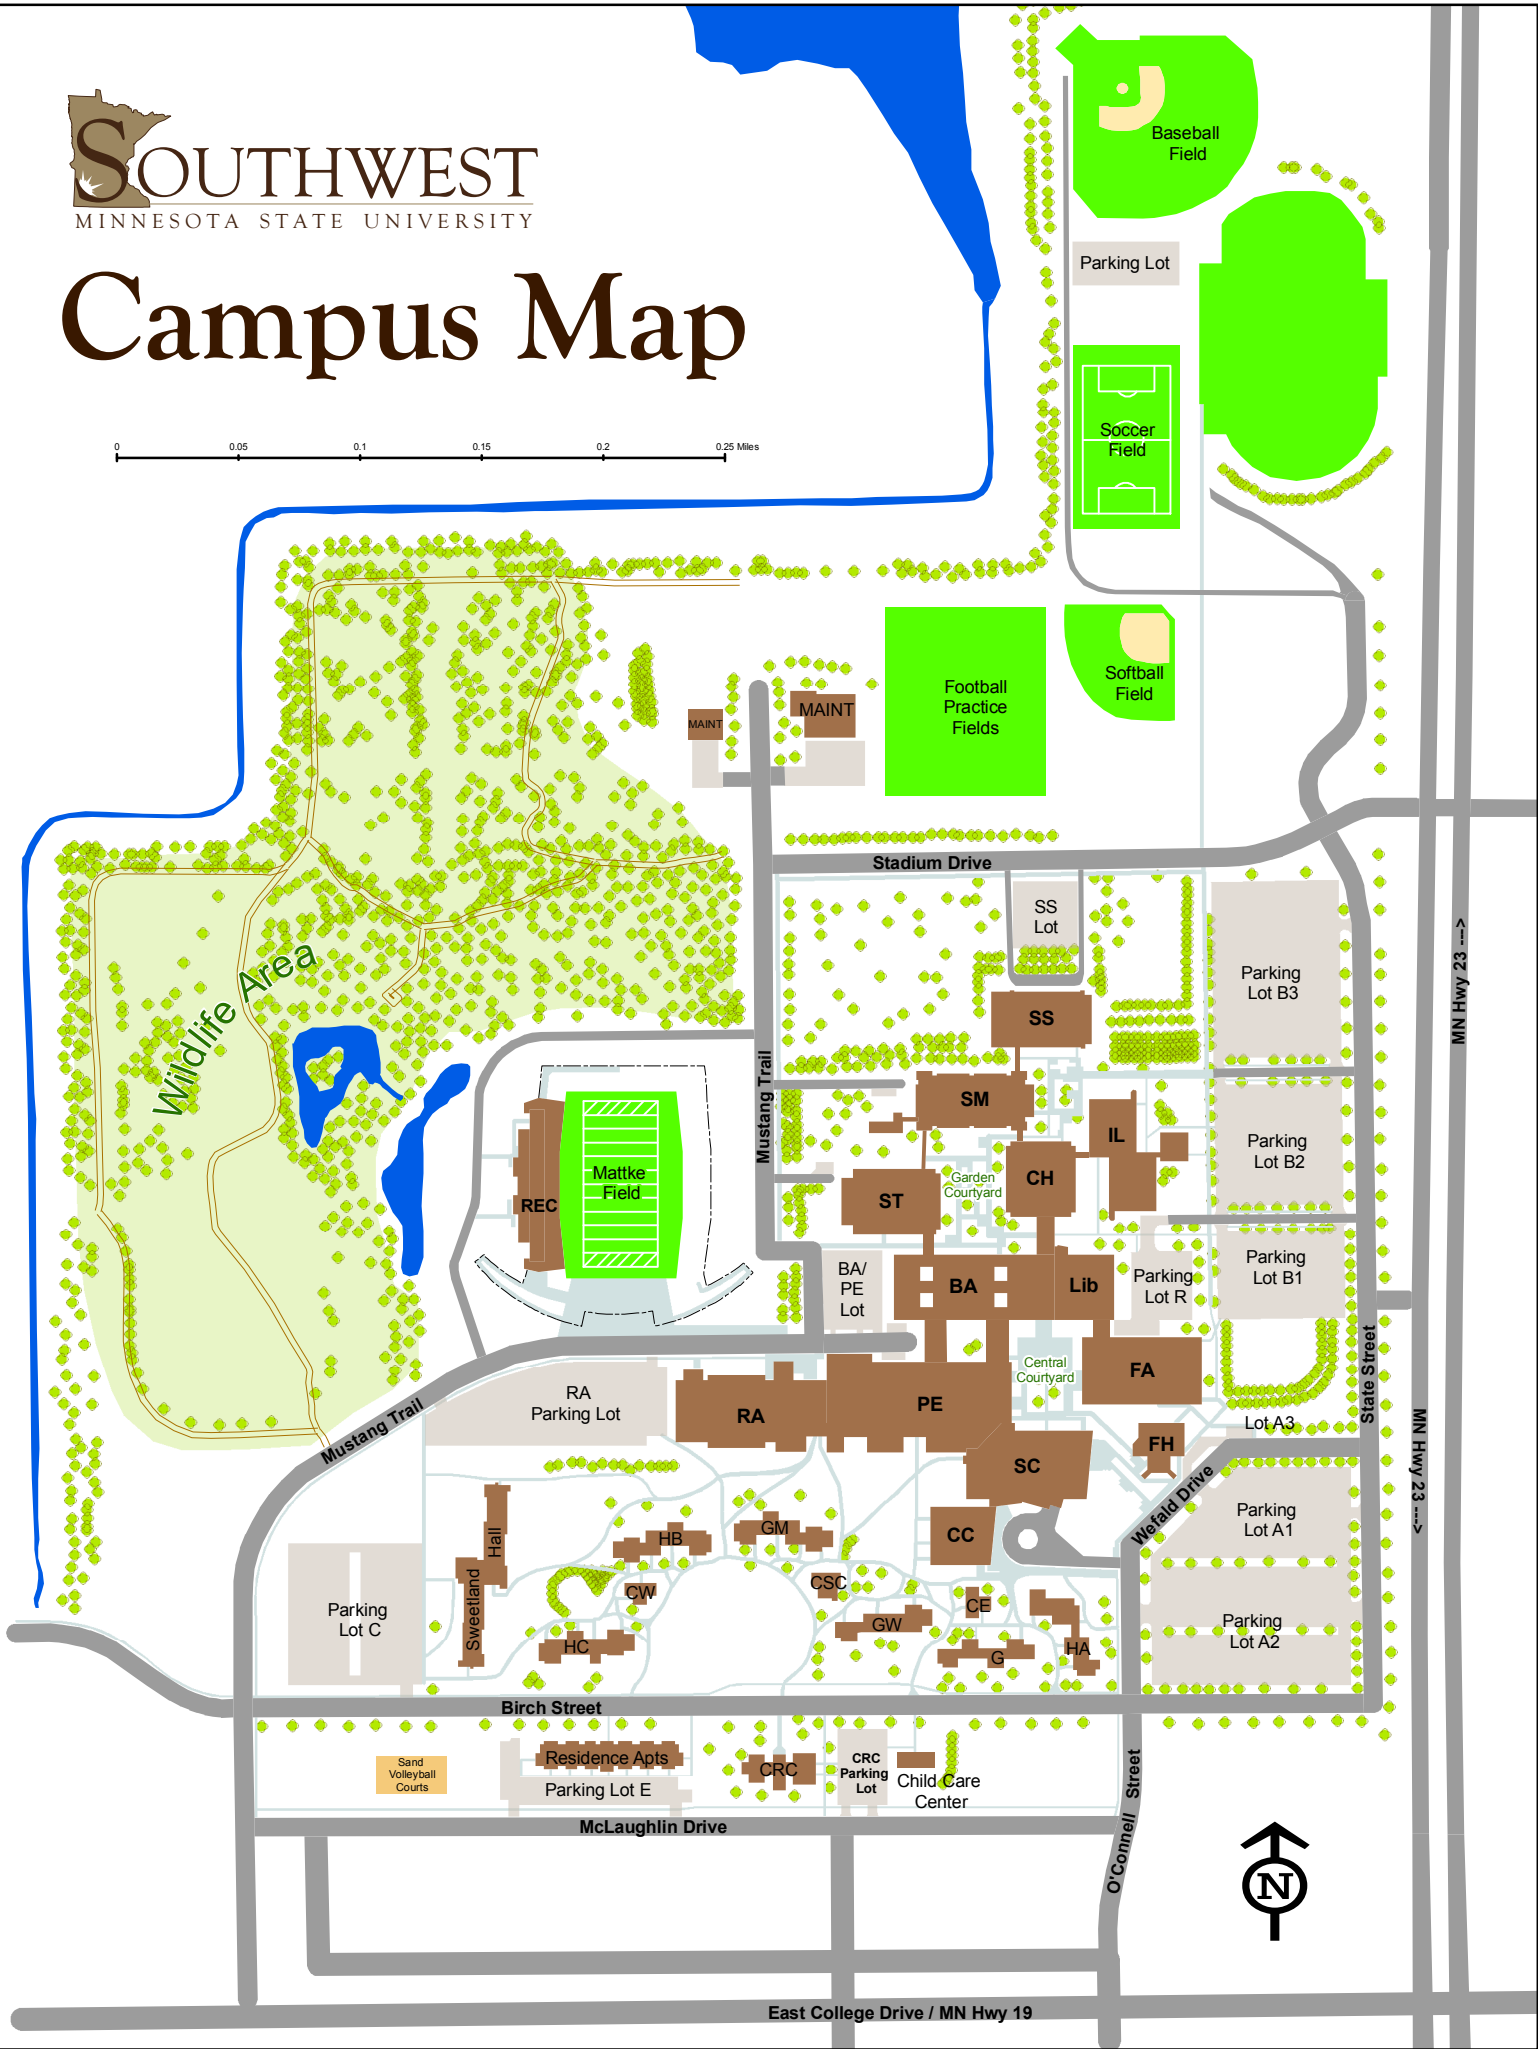 SOUTHWEST
MINNESOTA STATE UNIVERSITY
Campus Map
0
0.05
0.1
0.15
0.2
0.25 Miles
Baseball
Field
Parking Lot
Soccer
Field
Softball
Field
Football
Practice
Fields
MAINT
MAINT
Stadium Drive
SS
Lot
Parking
Lot B3
MN Hwy 23 --->
Wildlife Area
SS
Mustang Trail
SM
IL
Parking
Lot B2
Mattke
Field
REC
Garden
Courtyard
CH
ST
BA/
PE
Lot
BA
Lib
Parking
Lot R
Parking
Lot B1
Central
Courtyard
FA
State Street
RA
Parking Lot
RA
PE
Lot A3
Mustang Trail
FH
SC
MN Hwy 23 --->
Wefald Drive
Parking
Lot A1
Hall
Sweetland
HB
GM
CC
CSC
CW
CE
Parking
Lot C
GW
HC
G
HA
Parking
Lot A2
Birch Street
Sand
Volleyball
Courts
Residence Apts
Parking Lot E
CRC
CRC
Parking
Lot
Child Care
Center
O'Connell Street
McLaughlin Drive
N
East College Drive / MN Hwy 19